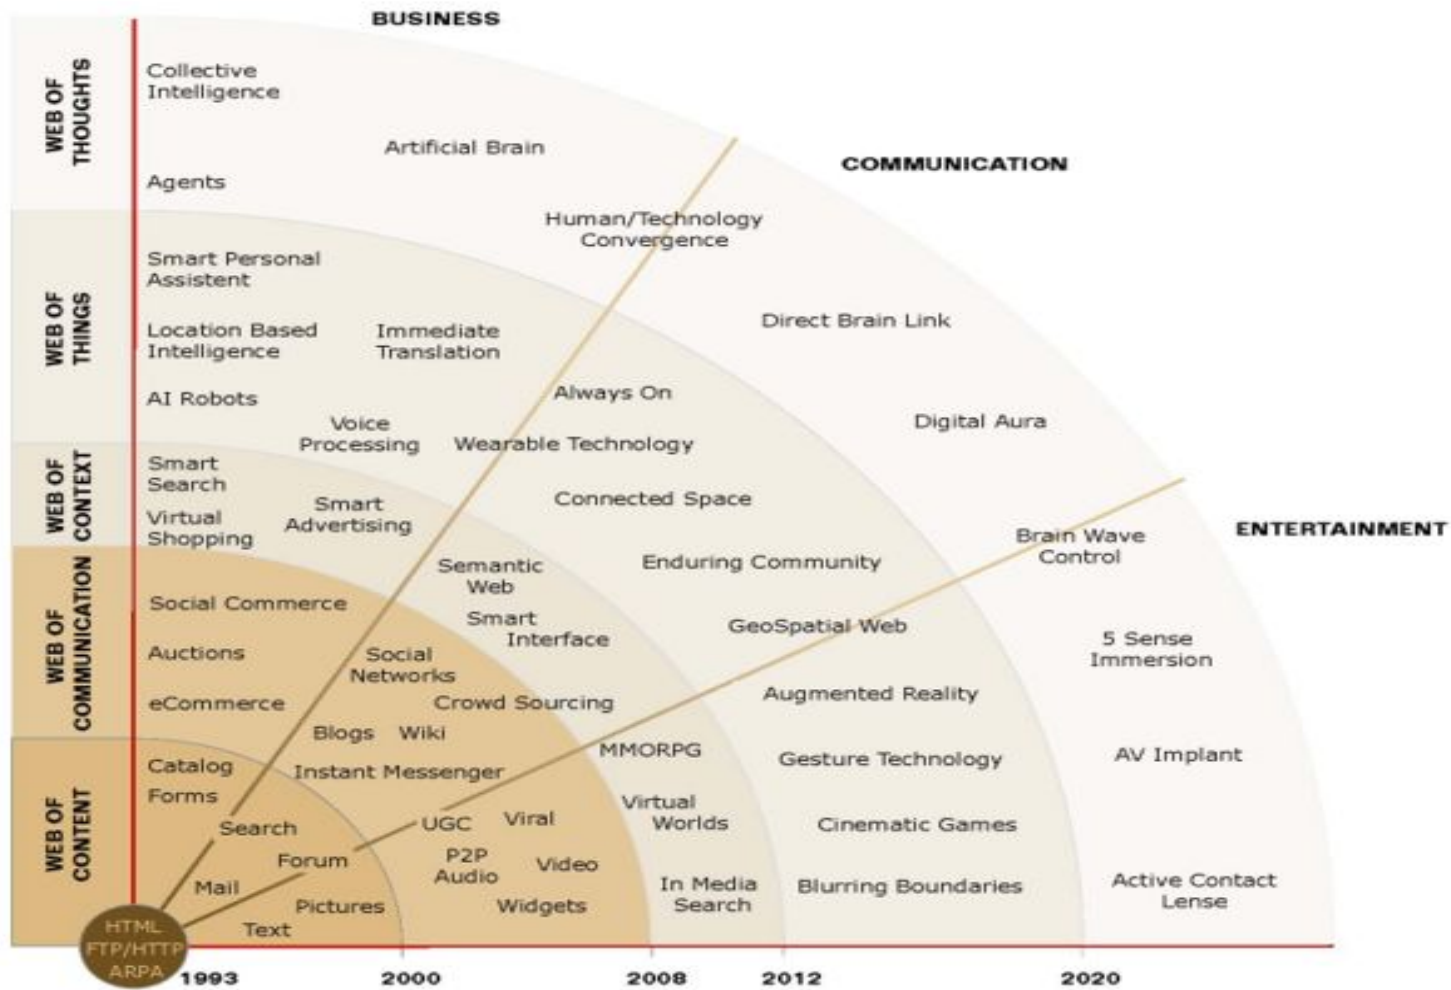 BUSINESS
COMMUNICATION
ENTERTAINMENT
WEB OF
THOUGHTS
Collective
Intelligence
Artificial Brain
Agents
Human/Technology
Convergence
Direct Brain Link
Digital Aura
Brain Wave
Control
5 Sense
Immersion
AV Implant
Active Contact
Lense
WEB OF
THINGS
Smart Personal
Assistent
Location Based
Intelligence
Immediate
Translation
AI Robots
Voice
Processing
Always On
Wearable Technology
Connected Space
Enduring Community
GeoSpatial Web
Augmented Reality
Gesture Technology
Cinematic Games
Blurring Boundaries
WEB OF
CONTEXT
Smart
Search
Virtual
Shopping
Smart
Advertising
Semantic
Web
Smart
Interface
MMORPG
Virtual
Worlds
In Media
Search
WEB OF
COMMUNICATION
Social Commerce
Auctions
eCommerce
Social
Networks
Crowd Sourcing
Blogs Wiki
Instant Messenger
UGC Viral
P2P
Audio
Video
Widgets
WEB OF
CONTENT
Catalog
Forms
Search
Forum
Mail
Pictures
Text
HTML
FTP/HTTP
ARPA
1993 2000 2008 2012 2020